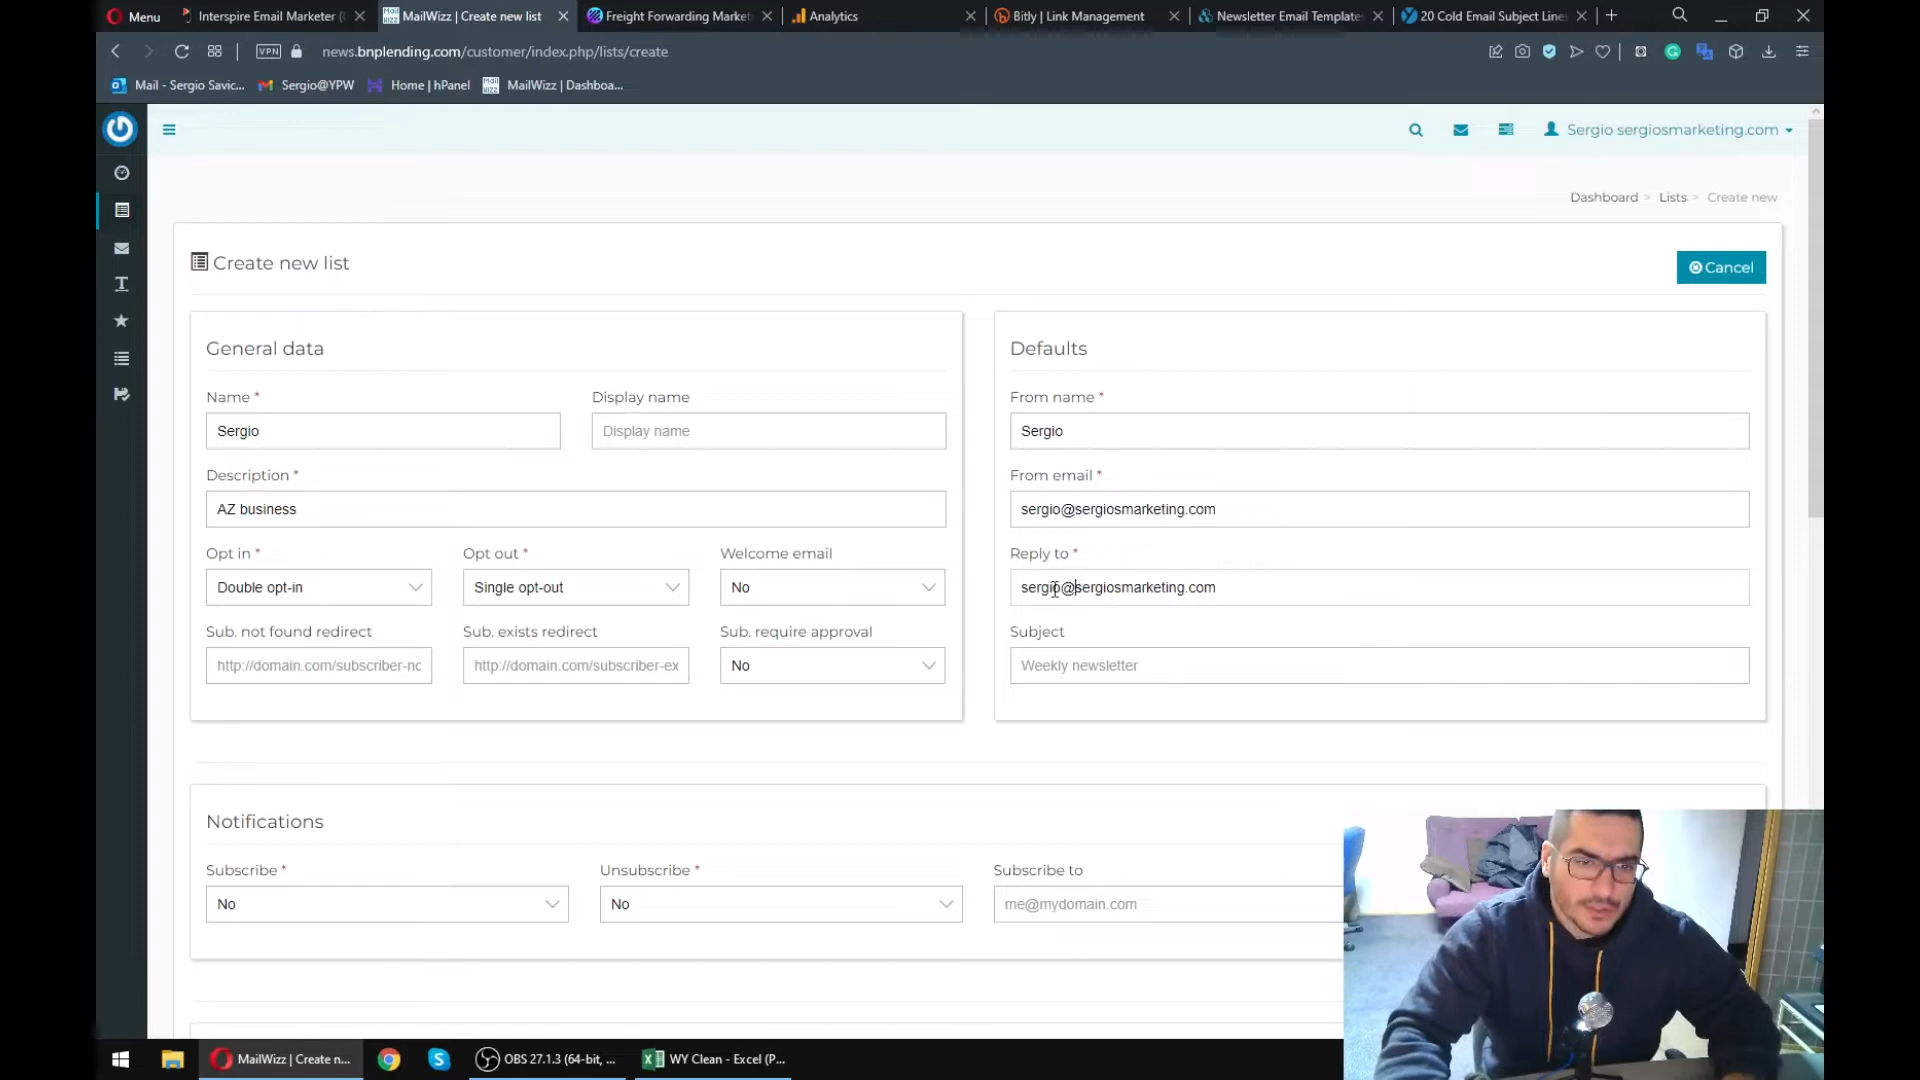 Menu
Interspire Email Marketer (
MailWizz | Create new list
Freight Forwarding Market
Analytics
Bitly | Link Management
Newsletter Email Template
20 Cold Email Subject Line
VPN
news.bnplending.com/customer/index.php/lists/create
Mail - Sergio Savic...
Sergio@YPW
Home | hPanel
MailWizz | Dashboa...
Sergio sergiosmarketing.com
Dashboard > Lists > Create new
Create new list
Cancel
General data
Defaults
Name *
Display name
From name *
Sergio
Display name
Sergio
Description *
From email *
AZ business
sergio@sergiosmarketing.com
Opt in *
Opt out *
Welcome email
Reply to *
Double opt-in
Single opt-out
No
sergio@sergiosmarketing.com
Sub. not found redirect
Sub. exists redirect
Sub. require approval
Subject
http://domain.com/subscriber-nc
http://domain.com/subscriber-ex
No
Weekly newsletter
Notifications
Subscribe *
Unsubscribe *
Subscribe to
No
No
me@mydomain.com
MailWizz | Create n...
OBS 27.1.3 (64-bit, ...
WY Clean - Excel (P...